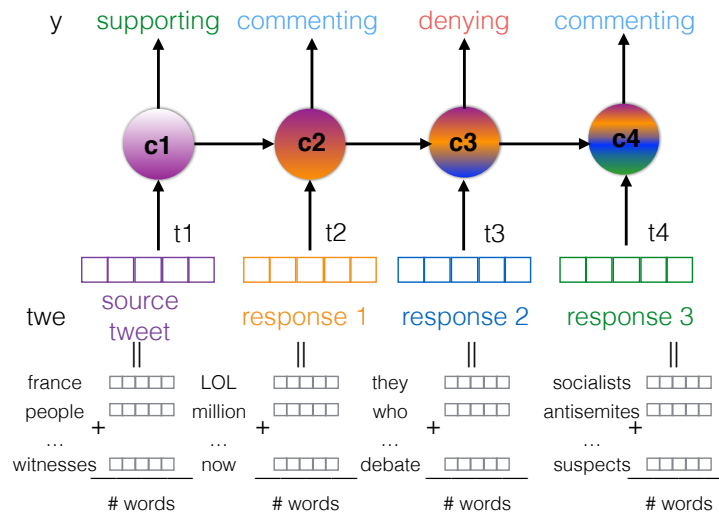 y supporting commenting denying commenting
c1 c2 c3 c4
t1 t2 t3 t4
twe source tweet response 1 response 2 response 3
|| || || ||
france LOL they socialists
people million who antisemites
+ + + +
... ... ... ...
witnesses now debate suspects
# words # words # words # words